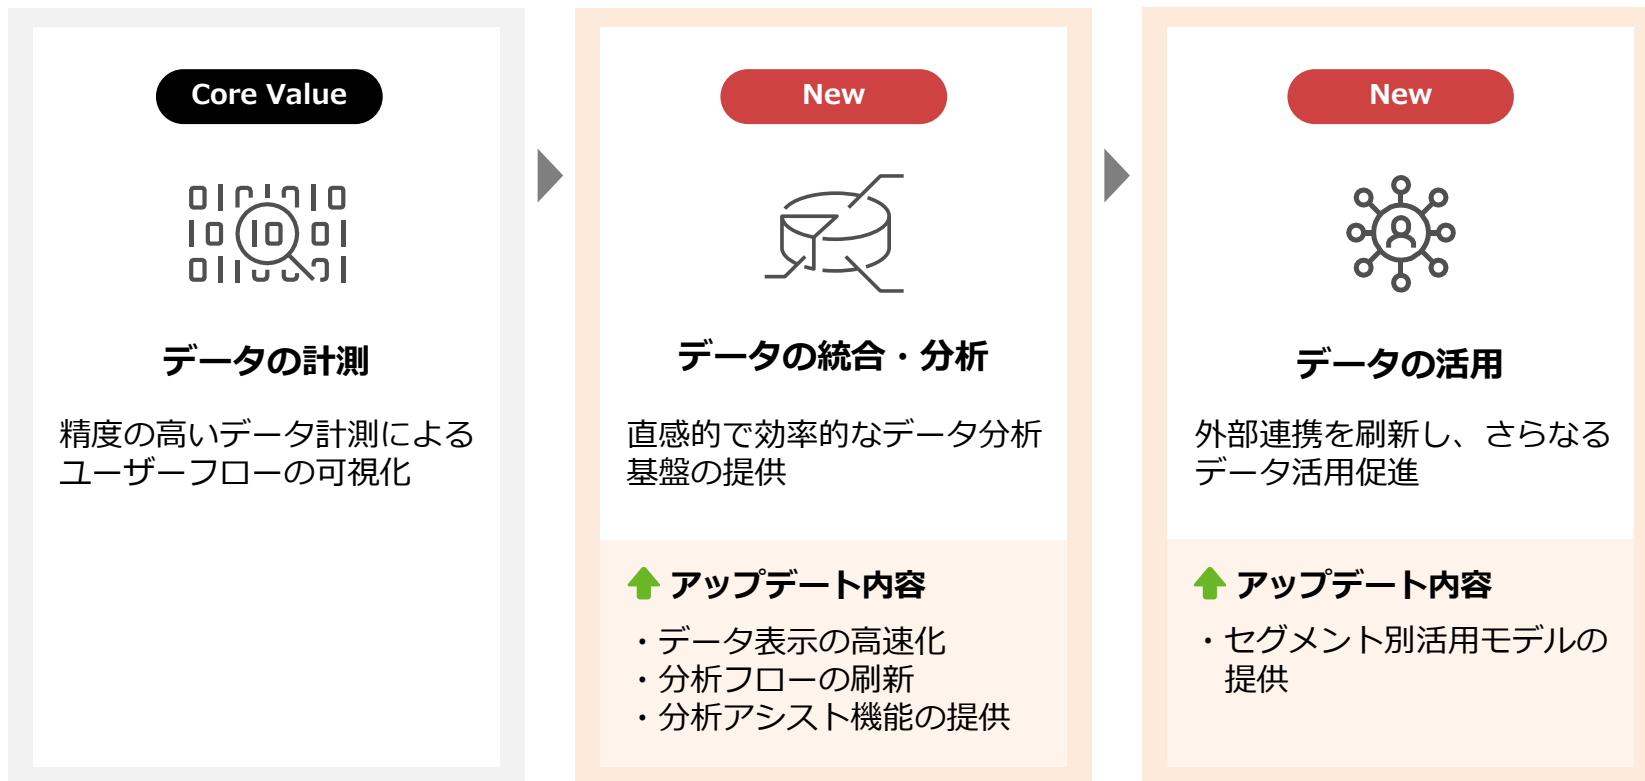 Core Value
データの計測
精度の高いデータ計測による
ユーザーフローの可視化
New
データの統合・分析
直感的で効率的なデータ分析
基盤の提供
アップデート内容
・データ表示の高速化
・分析フローの刷新
・分析アシスト機能の提供
New
データの活用
外部連携を刷新し、さらなる
データ活用促進
アップデート内容
・セグメント別活用モデルの
提供